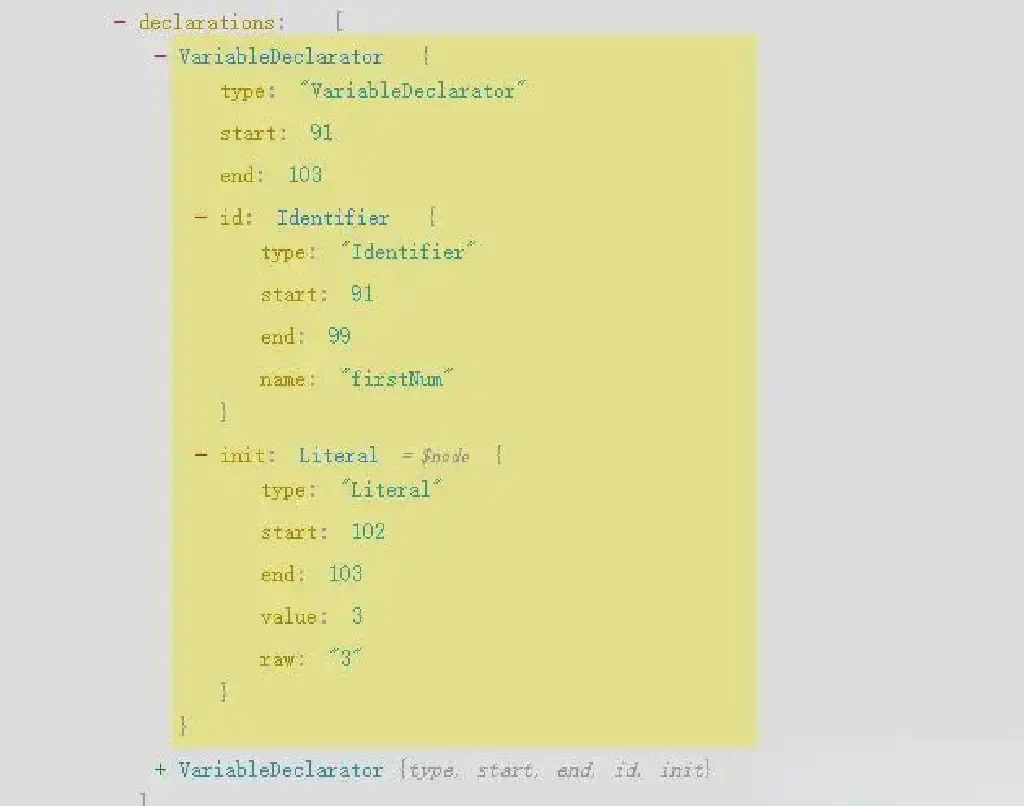 − declarations: [
− VariableDeclarator {
type: "VariableDeclarator"
start: 91
end: 103
− id: Identifier {
type: "Identifier"
start: 91
end: 99
name: "firstNum"
}
− init: Literal = $node {
type: "Literal"
start: 102
end: 103
value: 3
raw: "3"
}
}
+ VariableDeclarator {type, start, end, id, init}
]